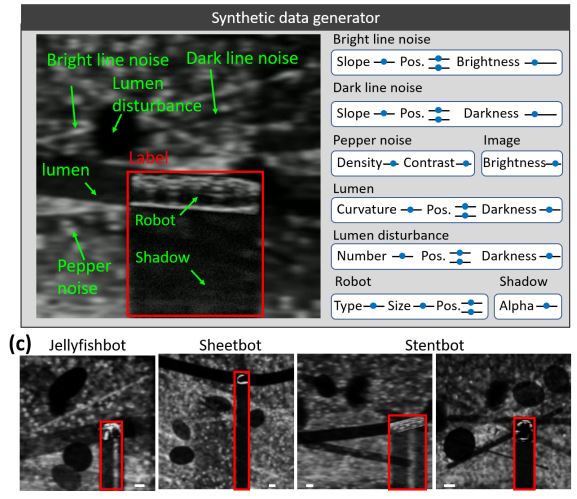 Synthetic data generator
Bright line noise
Dark line noise
Lumen
disturbance
Label
lumen
Robot
Shadow
Pepper
noise
Bright line noise
Slope Pos. Brightness
Dark line noise
Slope Pos. Darkness
Pepper noise Image
Density Contrast Brightness
Lumen
Curvature Pos. Darkness
Lumen disturbance
Number Pos. Darkness
Robot Shadow
Type Size Pos. Alpha
(c) Jellyfishbot Sheetbot Stentbot